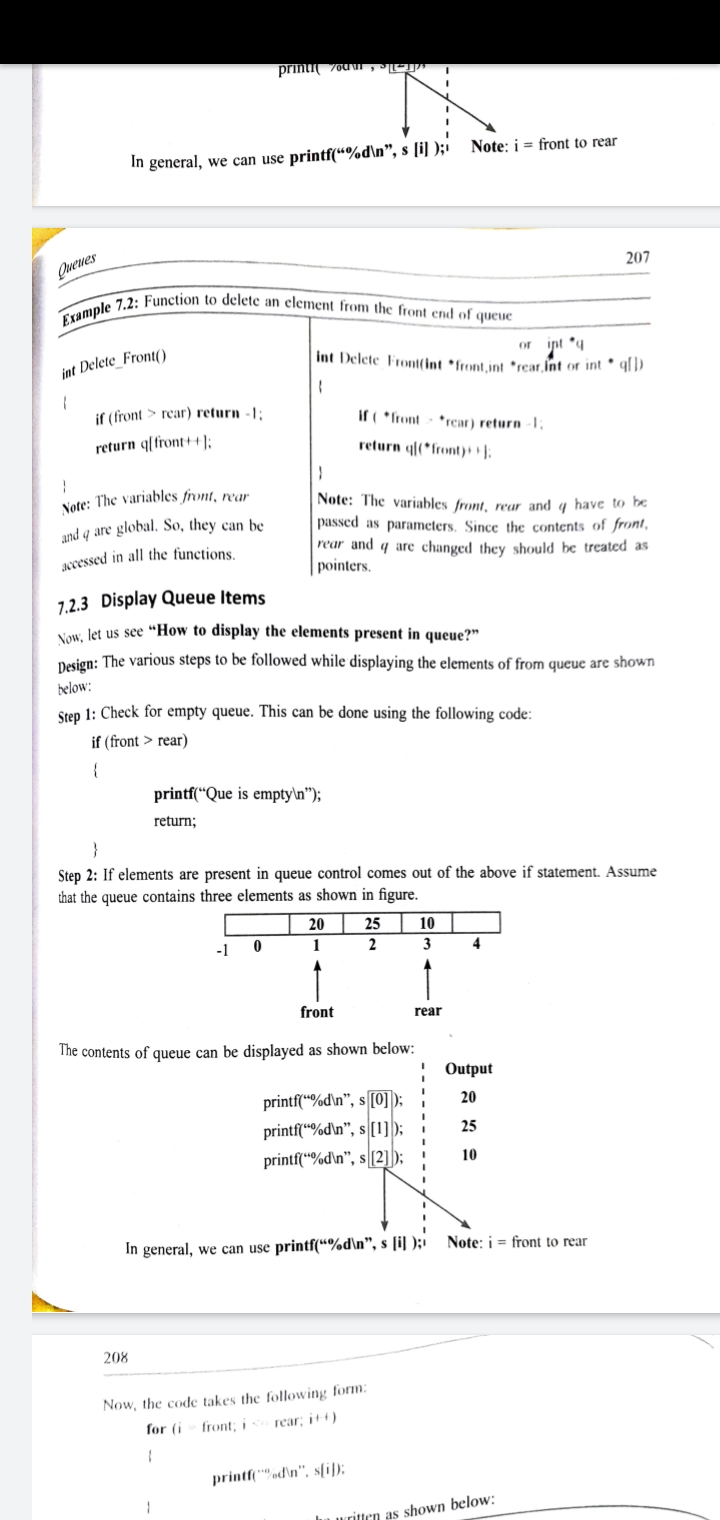 printf("%d\n", s[2]);
In general, we can use printf("%d\n", s [i] ); Note: i = front to rear
Queues
207
Example 7.2: Function to delete an element from the front end of queue
int Delete_Front()
{
if (front > rear) return -1;
return q[front++];
}
Note: The variables front, rear
and q are global. So, they can be
accessed in all the functions.
or int *q
int Delete Front(int *front,int *rear,int or int * q[])
{
if ( *front *rear) return -1;
return q[(*front)++];
}
Note: The variables front, rear and q have to be
passed as parameters. Since the contents of front,
rear and q are changed they should be treated as
pointers.
7.2.3 Display Queue Items
Now, let us see "How to display the elements present in queue?"
Design: The various steps to be followed while displaying the elements of from queue are shown
below:
Step 1: Check for empty queue. This can be done using the following code:
if (front > rear)
{
printf("Que is empty\n");
return;
}
Step 2: If elements are present in queue control comes out of the above if statement. Assume
that the queue contains three elements as shown in figure.
20 25 10
-1 0 1 2 3 4
front rear
The contents of queue can be displayed as shown below:
Output
printf("%d\n", s [0] ); 20
printf("%d\n", s [1] ); 25
printf("%d\n", s [2] ); 10
In general, we can use printf("%d\n", s [i] ); Note: i = front to rear
208
Now, the code takes the following form:
for (i front; i < rear; i++)
{
printf("%d\n", s[i]);
}
written as shown below: